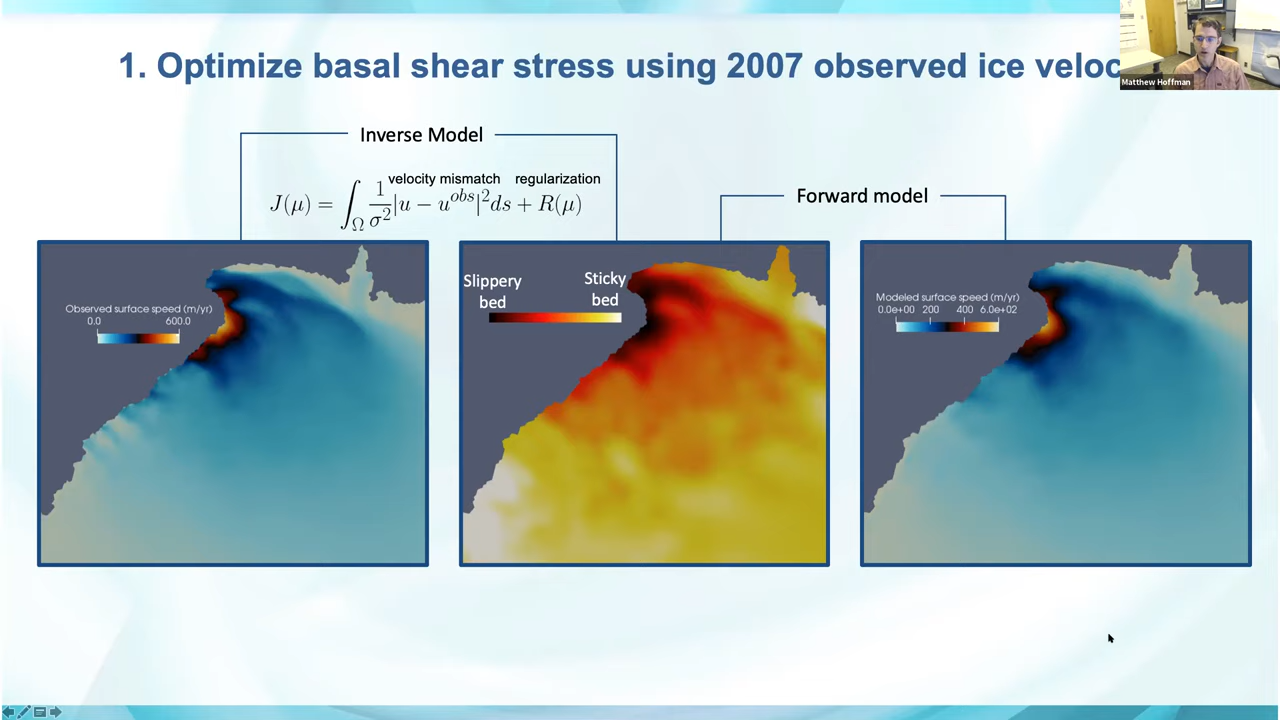 1. Optimize basal shear stress using 2007 observed ice veloc
Matthew Hoffman
Inverse Model
velocity mismatch regularization
J(μ) = ∫_Ω 1/σ² |u − u^{obs}|² ds + R(μ)
Forward model
Observed surface speed (m/yr)
0.0 600.0
Slippery bed
Sticky bed
Modeled surface speed (m/yr)
0.0e+00 200 400 6.0e+02